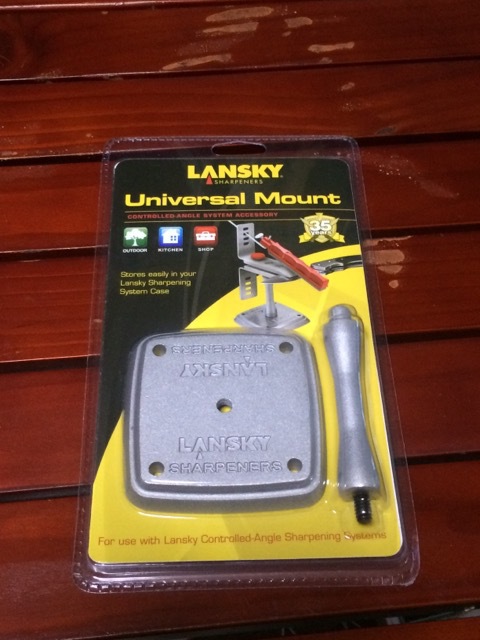 LANSKY
SHARPENERS
Universal Mount
CONTROLLED-ANGLE SYSTEM ACCESSORY
35
years
OUTDOOR
KITCHEN
SHOP
Stores easily in your
Lansky Sharpening
System Case
SHARPENERS
LANSKY
LANSKY
SHARPENERS
For use with Lansky Controlled-Angle Sharpening Systems